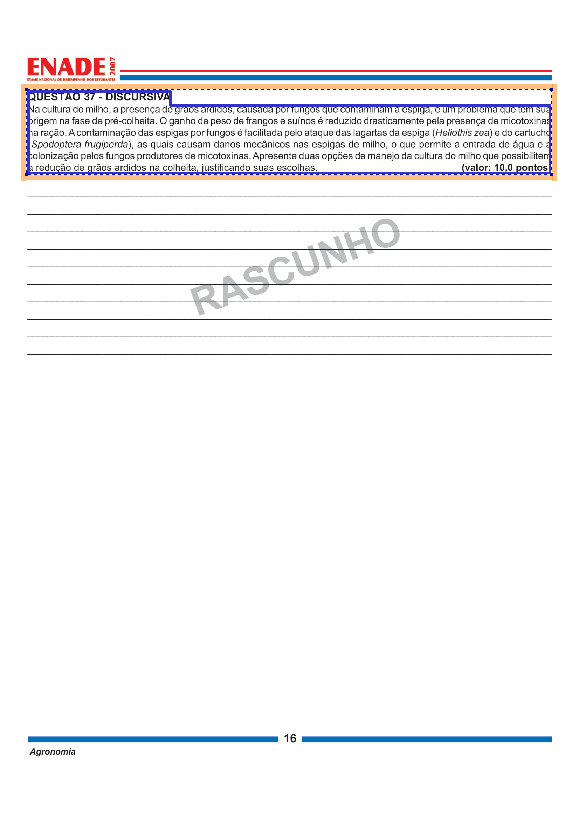 ENADE 2007
EXAME NACIONAL DE DESEMPENHO DOS ESTUDANTES
QUESTÃO 37 - DISCURSIVA
Na cultura do milho, a presença de grãos ardidos, causada por fungos que contaminam a espiga, é um problema que tem sua
origem na fase de pré-colheita. O ganho de peso de frangos e suínos é reduzido drasticamente pela presença de micotoxinas
na ração. A contaminação das espigas por fungos é facilitada pelo ataque das lagartas da espiga (Heliothis zea) e do cartucho
(Spodoptera frugiperda), as quais causam danos mecânicos nas espigas de milho, o que permite a entrada de água e a
colonização pelos fungos produtores de micotoxinas. Apresente duas opções de manejo da cultura do milho que possibilitem
a redução de grãos ardidos na colheita, justificando suas escolhas. (valor: 10,0 pontos)
RASCUNHO
16
Agronomia